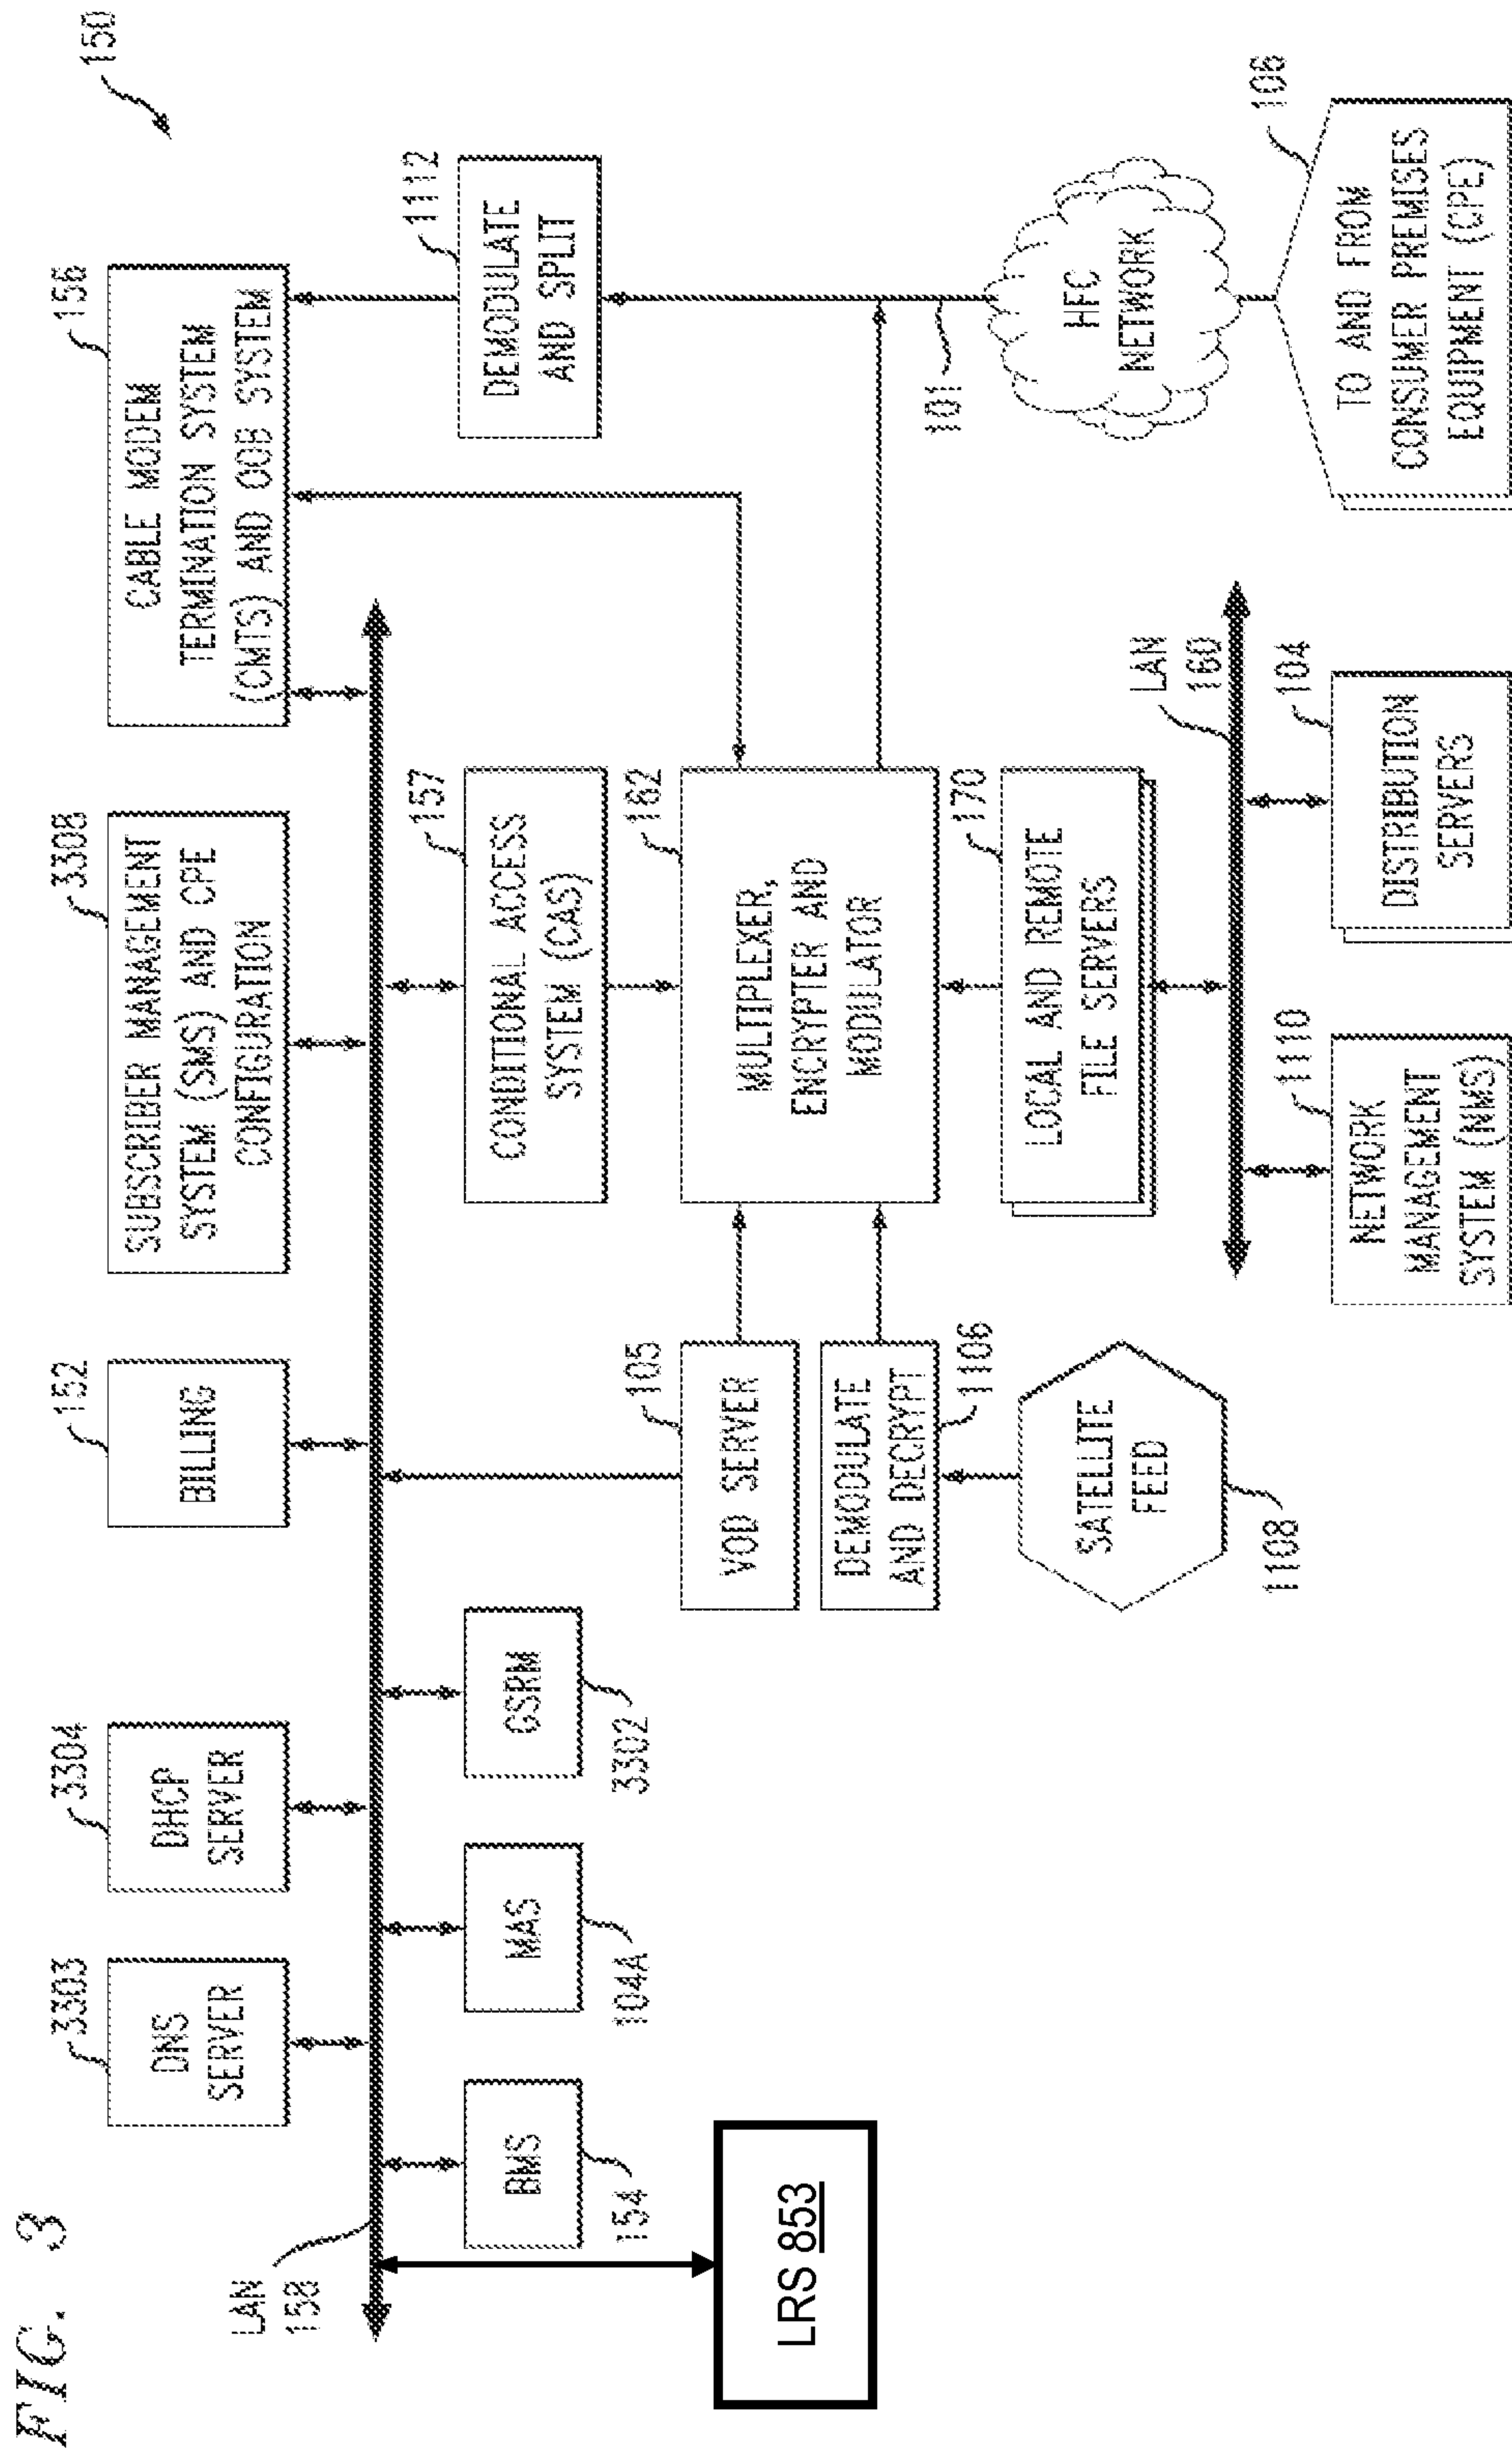 FIG. 3
150
3303
DNS
SERVER
3304
DHCP
SERVER
152
BILLING
3308
SUBSCRIBER MANAGEMENT
SYSTEM (SMS) AND CPE
CONFIGURATION
156
CABLE MODEM
TERMINATION SYSTEM
(CMTS) AND OOB SYSTEM
LAN
158
BMS
154
MAS
104A
GSRM
3302
157
CONDITIONAL ACCESS
SYSTEM (CAS)
1112
DEMODULATE
AND SPLIT
LRS 853
105
VOD SERVER
162
MULTIPLEXER,
ENCRYPTER AND
MODULATOR
DEMODULATE
AND DECRYPT
1106
101
SATELLITE
FEED
1108
170
LOCAL AND REMOTE
FILE SERVERS
HFC
NETWORK
LAN
160
1110
NETWORK
MANAGEMENT
SYSTEM (NMS)
104
DISTRIBUTION
SERVERS
106
TO AND FROM
CONSUMER PREMISES
EQUIPMENT (CPE)